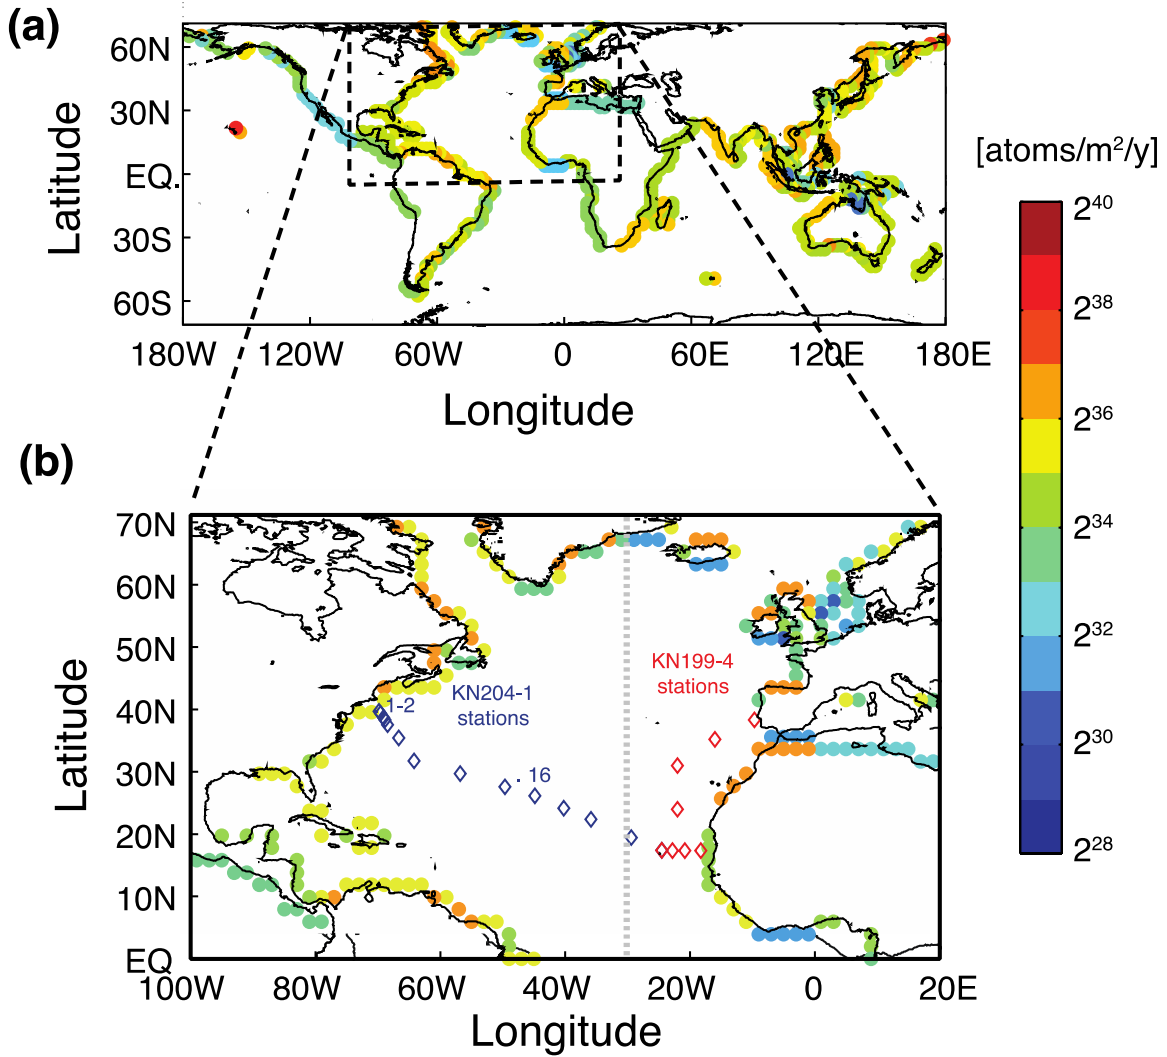 (a)
Latitude
60N
30N
EQ.
30S
60S
180W 120W 60W 0 60E 120E 180E
Longitude
[atoms/m²/y]
2⁴⁰
2³⁸
2³⁶
2³⁴
2³²
2³⁰
2²⁸
(b)
Latitude
70N
60N
50N
40N
30N
20N
10N
EQ
KN199-4
stations
KN204-1
stations
1-2
16
100W 80W 60W 40W 20W 0 20E
Longitude